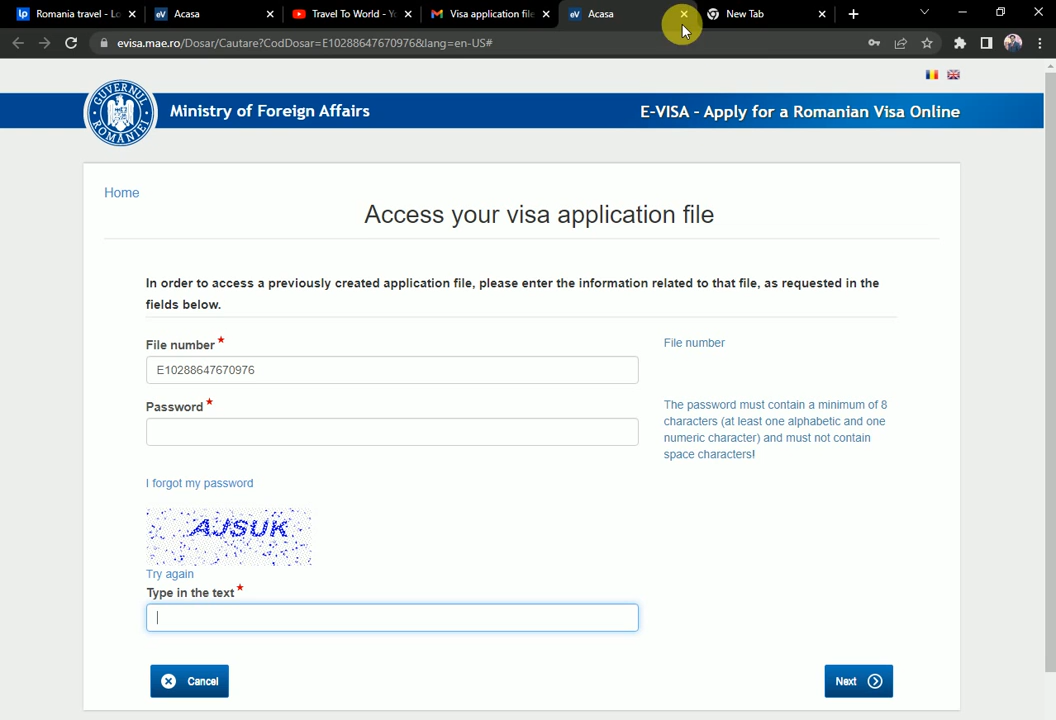 Romania travel - Lo
Acasa
Travel To World - Yo
Visa application file
Acasa
New Tab
evisa.mae.ro/Dosar/Cautare?CodDosar=E10288647670976&lang=en-US#
GUVERNUL ROMÂNIEI
Ministry of Foreign Affairs
E-VISA - Apply for a Romanian Visa Online
Home
Access your visa application file
In order to access a previously created application file, please enter the information related to that file, as requested in the
fields below.
File number *
File number
E10288647670976
Password *
The password must contain a minimum of 8
characters (at least one alphabetic and one
numeric character) and must not contain
space characters!
I forgot my password
AJSUK
Try again
Type in the text *
Cancel
Next